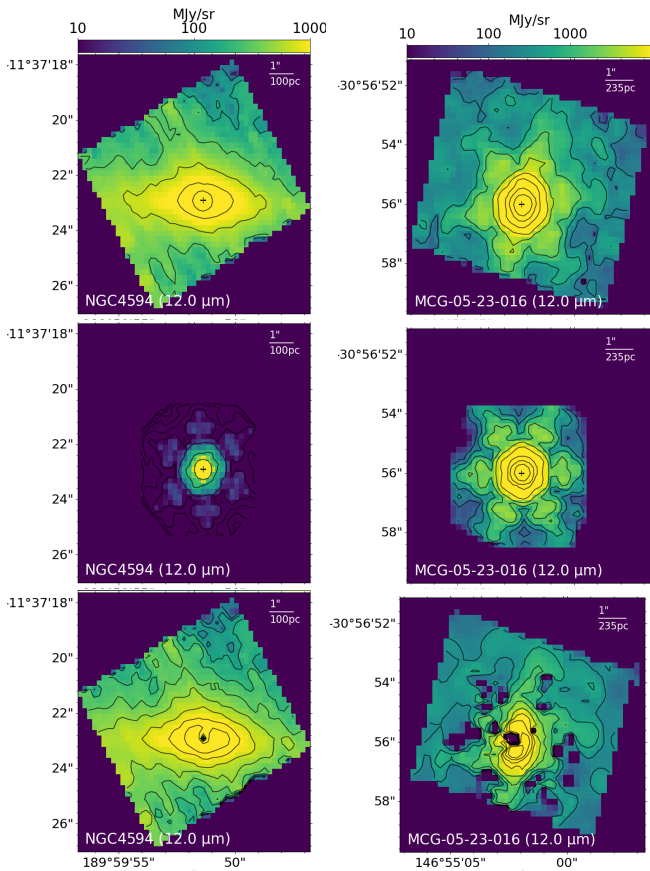 MJy/sr
10 100 1000
MJy/sr
10 100 1000
-11°37'18"
20"
22"
24"
26"
1"
100pc
NGC4594 (12.0 μm)
-30°56'52"
54"
56"
58"
1"
235pc
MCG-05-23-016 (12.0 μm)
-11°37'18"
20"
22"
24"
26"
1"
100pc
NGC4594 (12.0 μm)
-30°56'52"
54"
56"
58"
1"
235pc
MCG-05-23-016 (12.0 μm)
-11°37'18"
20"
22"
24"
26"
1"
100pc
NGC4594 (12.0 μm)
189°59'55" 50"
-30°56'52"
54"
56"
58"
1"
235pc
MCG-05-23-016 (12.0 μm)
146°55'05" 00"